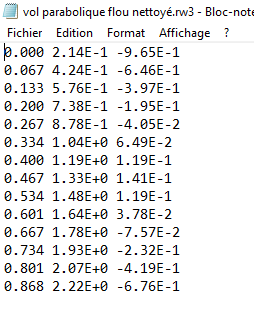 vol parabolique flou nettoyé.rw3 - Bloc-note
Fichier Edition Format Affichage ?
0.000 2.14E-1 -9.65E-1
0.067 4.24E-1 -6.46E-1
0.133 5.76E-1 -3.97E-1
0.200 7.38E-1 -1.95E-1
0.267 8.78E-1 -4.05E-2
0.334 1.04E+0 6.49E-2
0.400 1.19E+0 1.19E-1
0.467 1.33E+0 1.41E-1
0.534 1.48E+0 1.19E-1
0.601 1.64E+0 3.78E-2
0.667 1.78E+0 -7.57E-2
0.734 1.93E+0 -2.32E-1
0.801 2.07E+0 -4.19E-1
0.868 2.22E+0 -6.76E-1